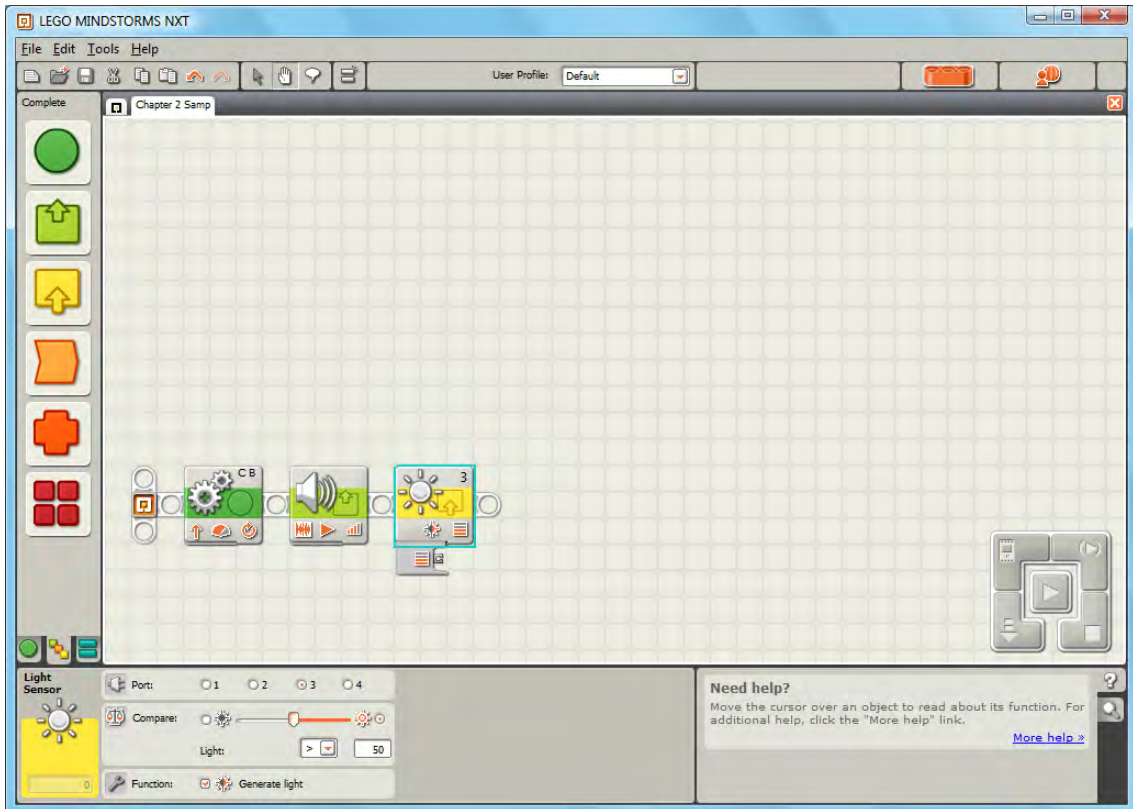 LEGO MINDSTORMS NXT
File Edit Tools Help
User Profile: Default
Complete
Chapter 2 Samp
C B
3
Light
Sensor
Port: 1 2 3 4
Compare:
Light: > 50
0
Function: Generate light
Need help?
Move the cursor over an object to read about its function. For
additional help, click the "More help" link.
More help »
?